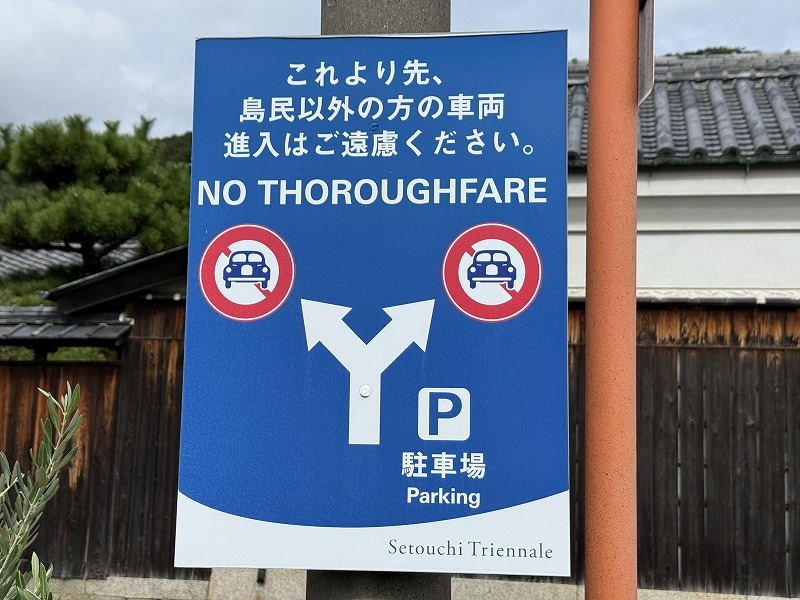 これより先、
島民以外の方の車両
進入はご遠慮ください。
NO THOROUGHFARE
P
駐車場
Parking
Setouchi Triennale